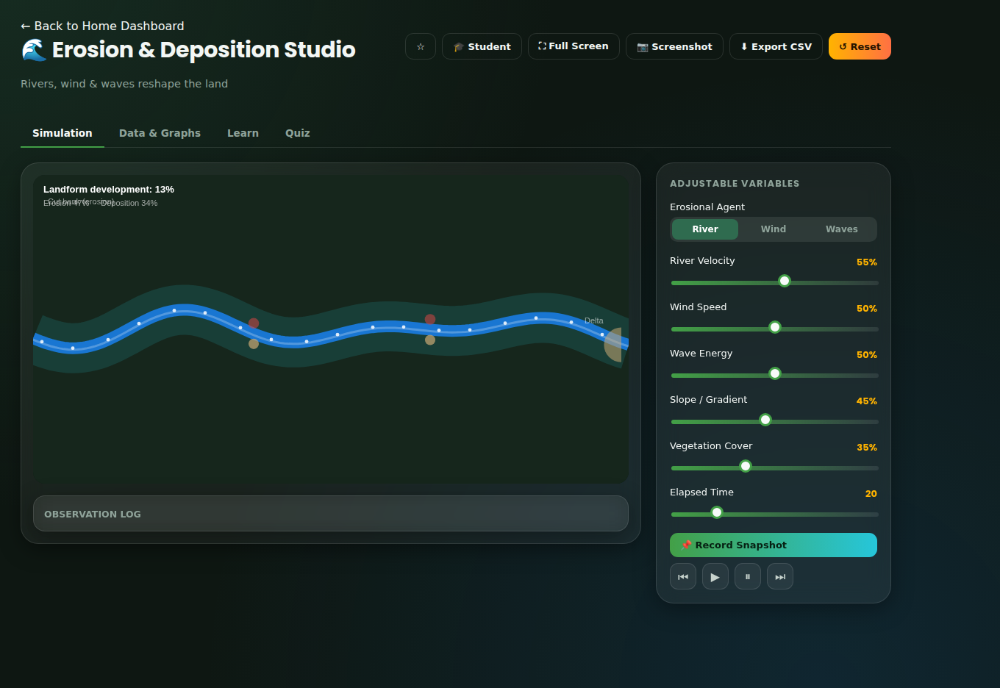 ← Back to Home Dashboard
🌊 Erosion & Deposition Studio
☆
🎓 Student
⛶ Full Screen
📷 Screenshot
⬇ Export CSV
↺ Reset
Rivers, wind & waves reshape the land
Simulation
Data & Graphs
Learn
Quiz
Landform development: 13%
Cut bank (erosion)
Erosion 47% · Deposition 34%
Delta
OBSERVATION LOG
ADJUSTABLE VARIABLES
Erosional Agent
River
Wind
Waves
River Velocity 55%
Wind Speed 50%
Wave Energy 50%
Slope / Gradient 45%
Vegetation Cover 35%
Elapsed Time 20
📌 Record Snapshot
⏮ ▶ ⏸ ⏭